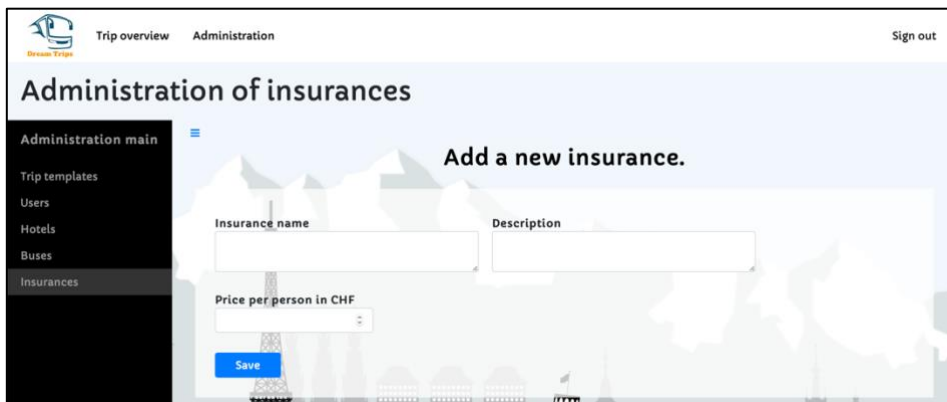 Dream Trips
Trip overview Administration Sign out
Administration of insurances
Administration main
Trip templates
Users
Hotels
Buses
Insurances
Add a new insurance.
Insurance name Description
Price per person in CHF
Save